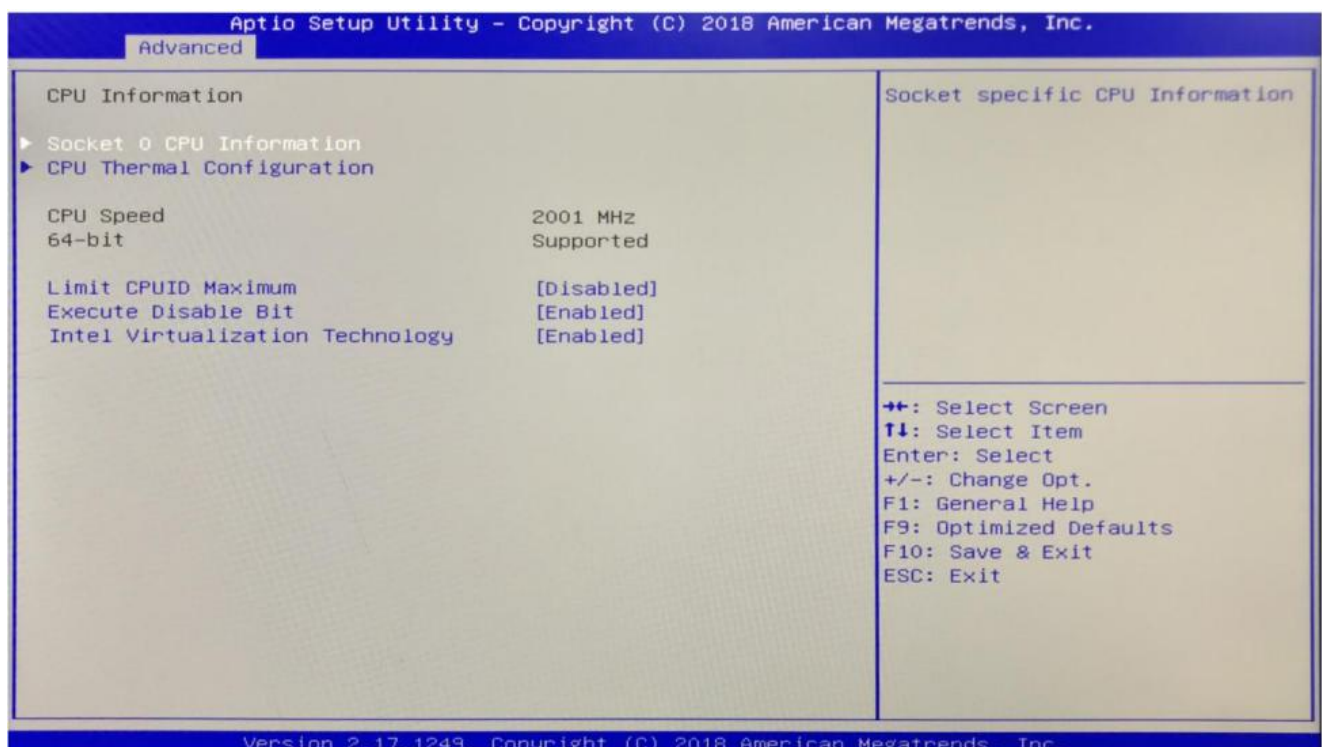 Aptio Setup Utility – Copyright (C) 2018 American Megatrends, Inc.
Advanced
CPU Information
Socket 0 CPU Information
CPU Thermal Configuration
CPU Speed 2001 MHz
64-bit Supported
Limit CPUID Maximum [Disabled]
Execute Disable Bit [Enabled]
Intel Virtualization Technology [Enabled]
Socket specific CPU Information
→←: Select Screen
↑↓: Select Item
Enter: Select
+/-: Change Opt.
F1: General Help
F9: Optimized Defaults
F10: Save & Exit
ESC: Exit
Version 2.17.1249. Copyright (C) 2018 American Megatrends, Inc.